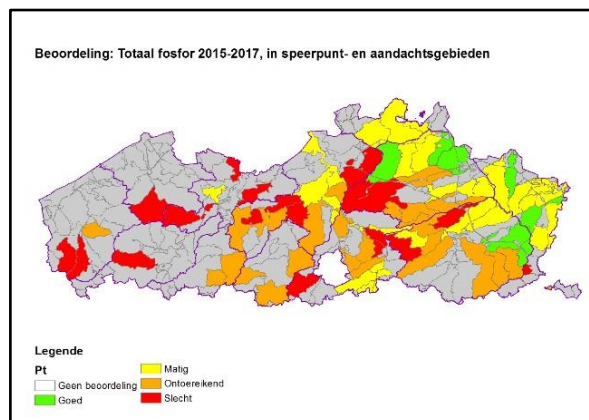 Beoordeling: Totaal fosfor 2015-2017, in speerpunt- en aandachtsgebieden
Legende
Pt
Geen beoordeling
Goed
Matig
Ontoereikend
Slecht